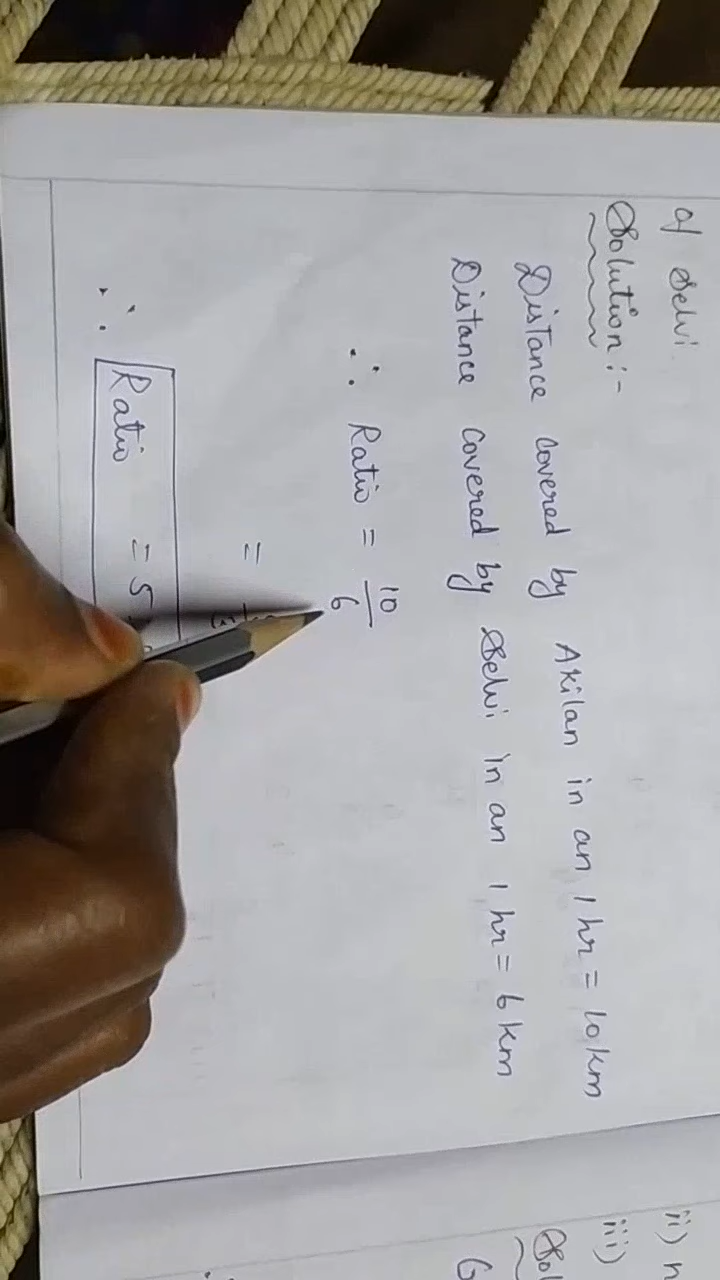 of Selvi.
Solution :-
Distance covered by Akilan in an 1 hr = 10 km
Distance covered by Selvi in an 1 hr = 6 km
∴ Ratio = 10/6
=
∴ Ratio = 5
ii) n
iii)
Sol
6